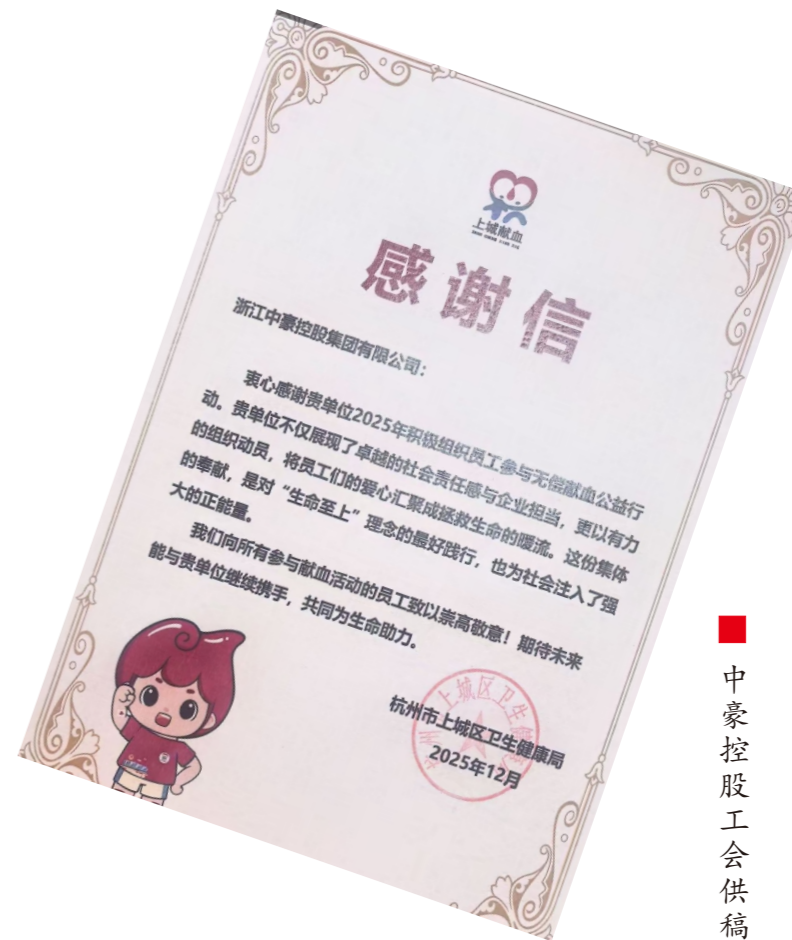 上城献血
感谢信
浙江中豪控股集团有限公司：
衷心感谢贵单位2025年积极组织员工参与无偿献血公益行
动。贵单位不仅展现了卓越的社会责任感与企业担当，更以有力
的组织动员，将员工们的爱心汇聚成拯救生命的暖流。这份集体
的奉献，是对“生命至上”理念的最好践行，也为社会注入了强
大的正能量。
我们向所有参与献血活动的员工致以崇高敬意！期待未来
能与贵单位继续携手，共同为生命助力。
杭州市上城区卫生健康局
2025年12月
中豪控股工会供稿